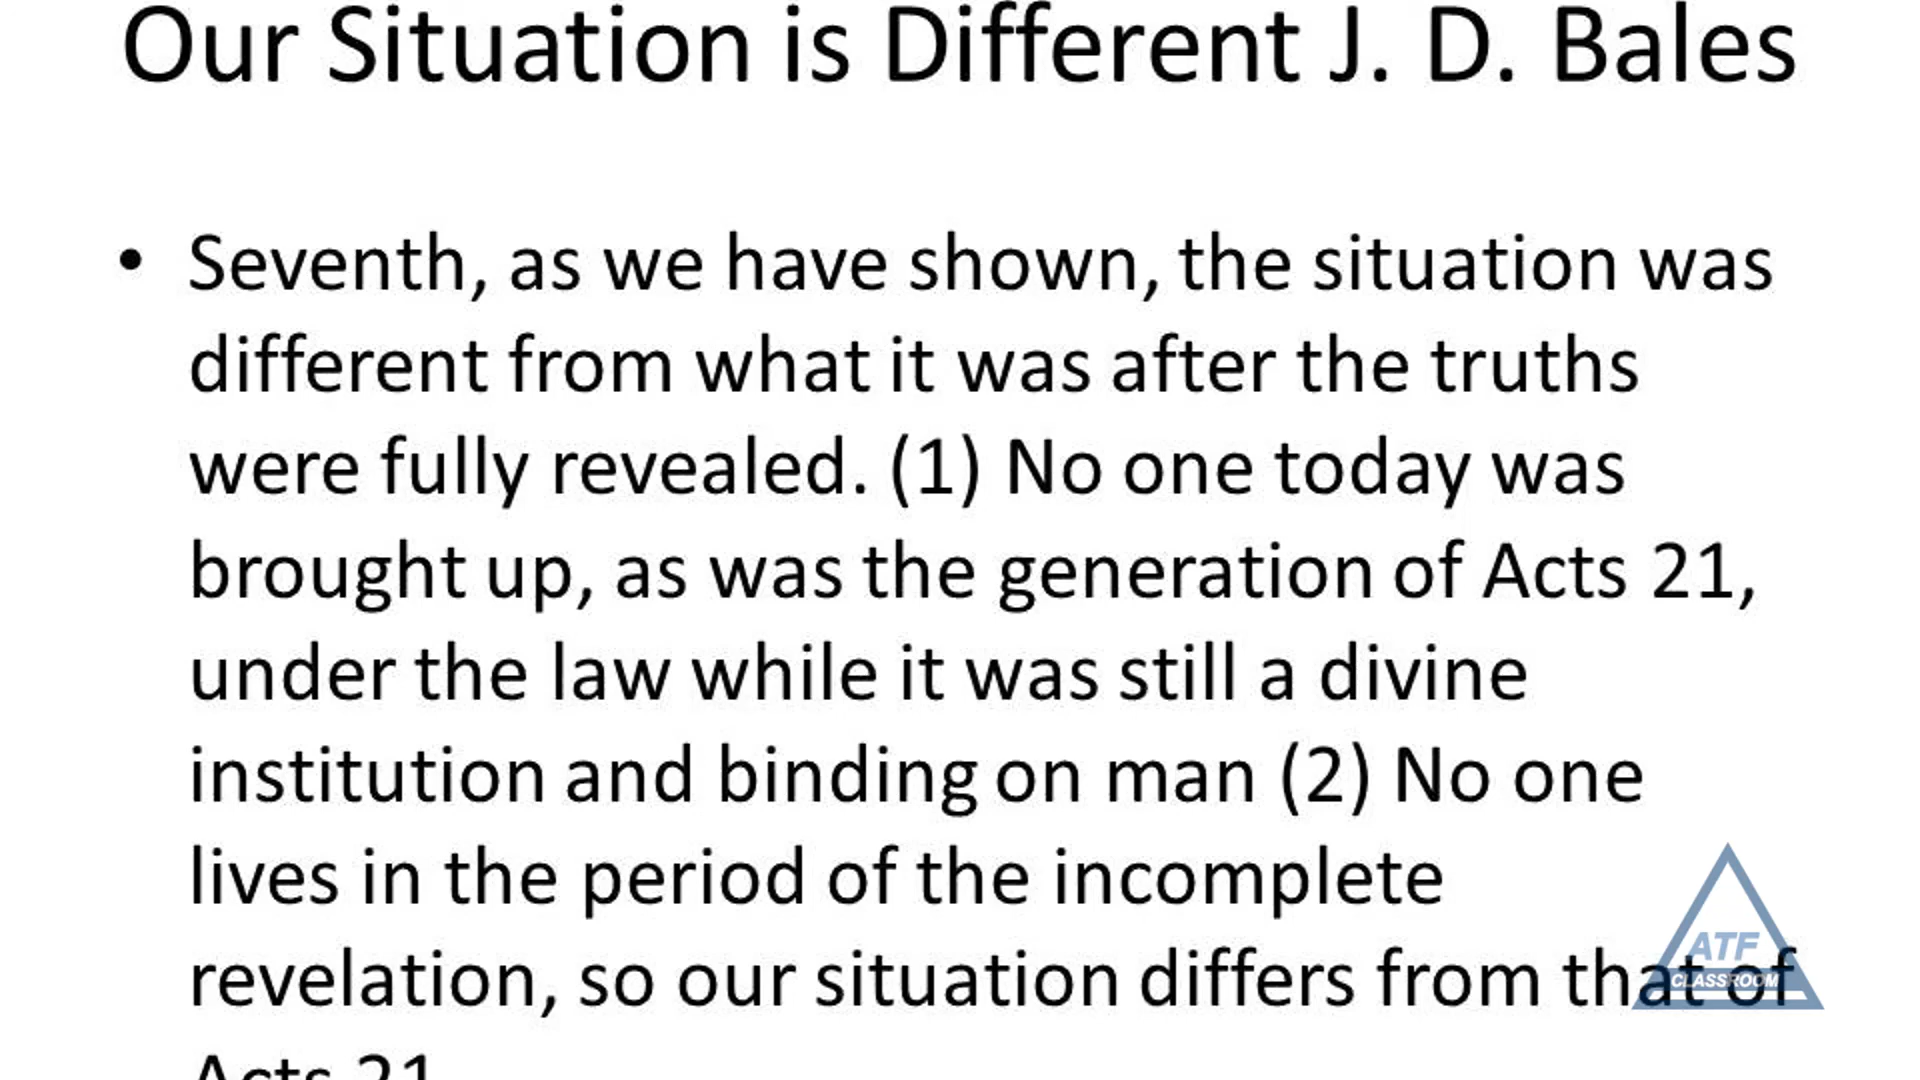 Our Situation is Different J. D. Bales
• Seventh, as we have shown, the situation was
different from what it was after the truths
were fully revealed. (1) No one today was
brought up, as was the generation of Acts 21,
under the law while it was still a divine
institution and binding on man (2) No one
lives in the period of the incomplete
revelation, so our situation differs from that of
Acts 21
ATF
CLASSROOM